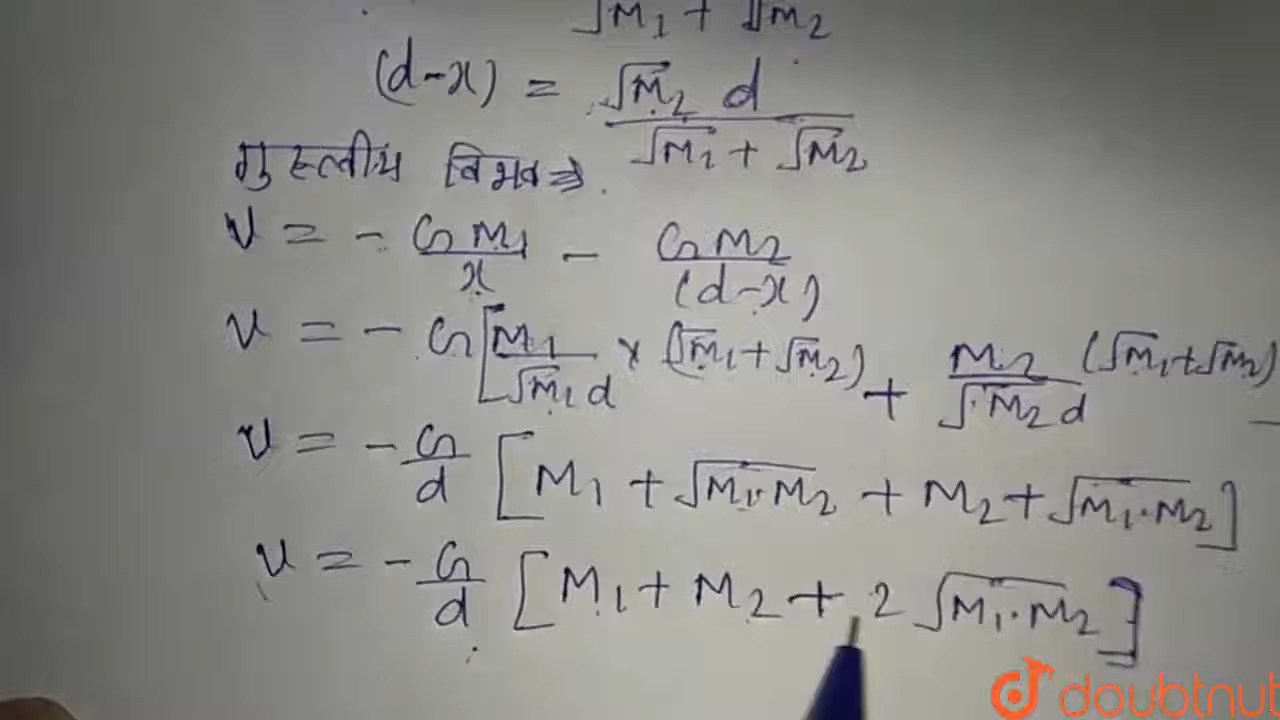 √M₁ + √M₂
(d-x) = √M₂ d / (√M₁ + √M₂)
गुरुत्वीय विभव ⇒
V = - GM₁/x - GM₂/(d-x)
V = - G[M₁/(√M₁ d) × (√M₁+√M₂) + M₂/(√M₂ d) (√M₁+√M₂)
V = - G/d [M₁ + √M₁.M₂ + M₂ + √M₁.M₂]
V = - G/d [M₁ + M₂ + 2 √M₁.M₂]
doubtnut